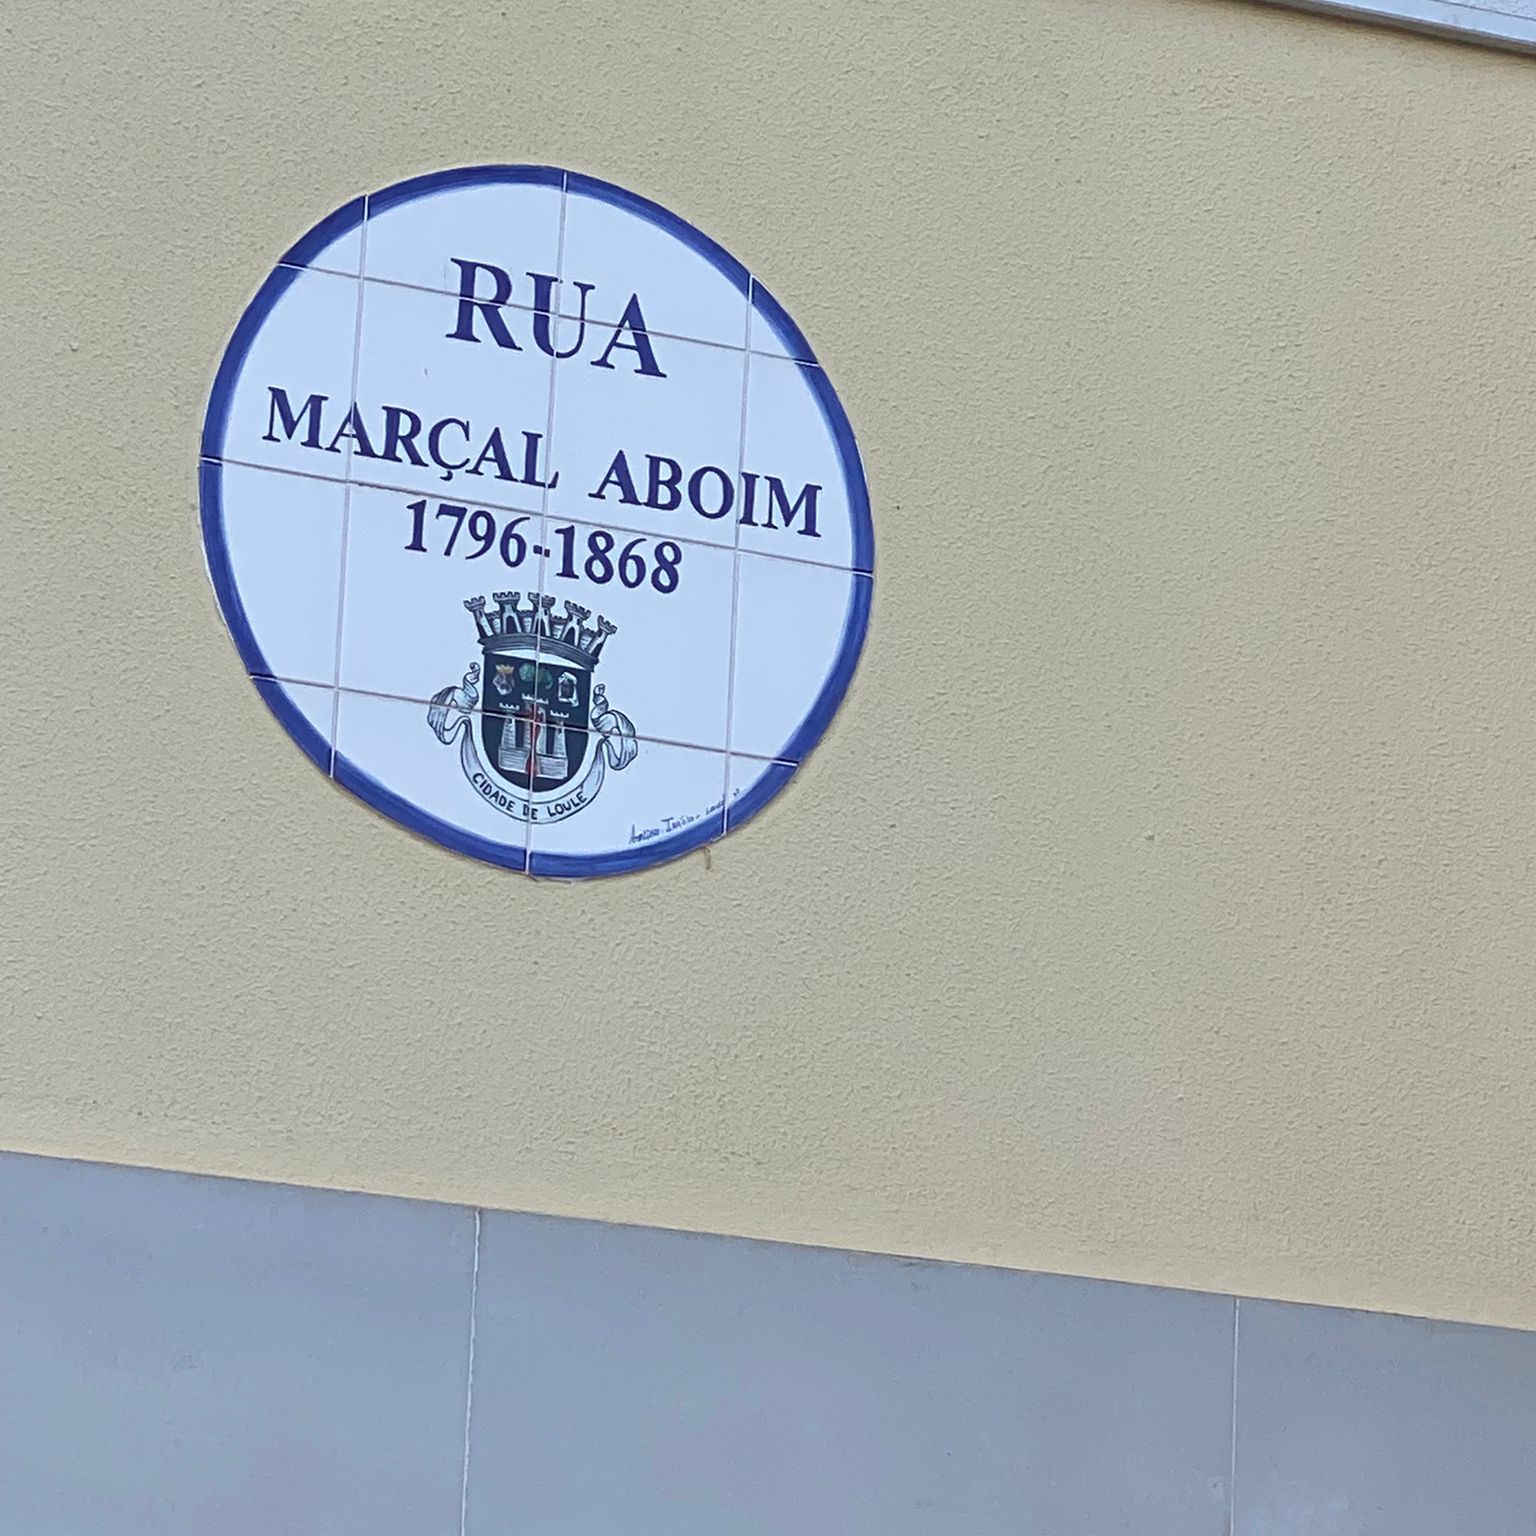 RUA
MARÇAL ABOIM
1796-1868
CIDADE DE LOULÉ